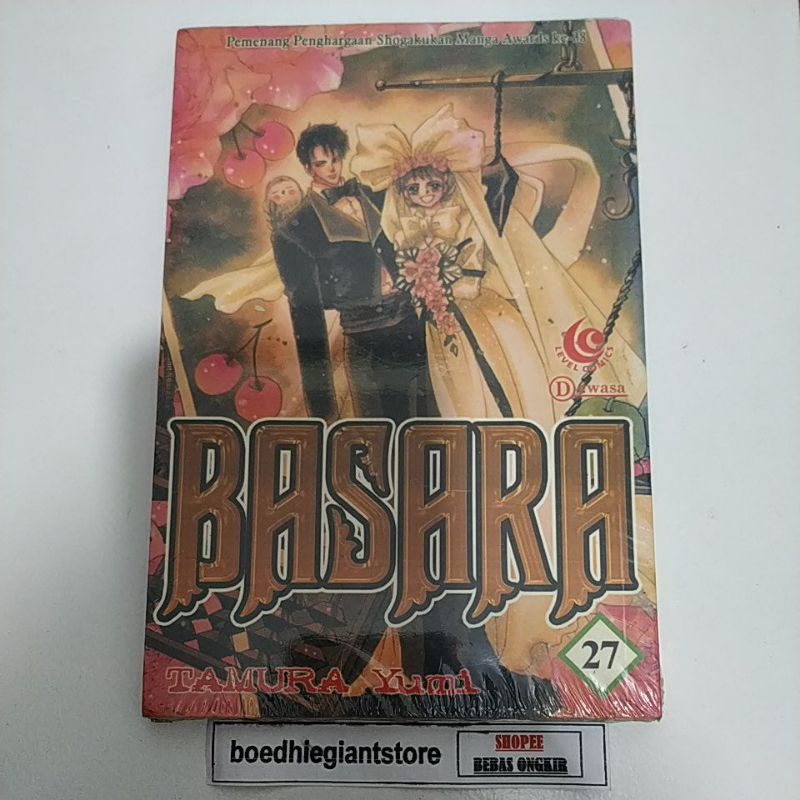 Pemenang Penghargaan Shogakukan Manga Awards ke-38
LEVEL COMICS
Dewasa
BASARA
27
TAMURA Yumi
boedhiegiantstore
SHOPEE
BEBAS ONGKIR